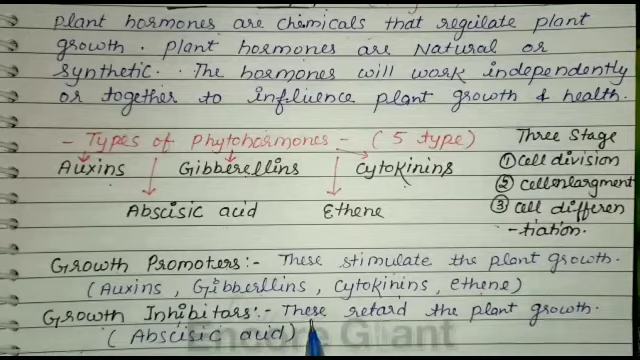 plant hormones are chemicals that regulate plant
growth. plant hormones are Natural or
synthetic. The hormones will work independently
or together to influence plant growth & health.
- Types of phytohormones - (5 type)
Auxins Gibberellins cytokinins
Abscisic acid Ethene
Three Stage
① cell division
② cell enlargment
③ cell differen
-tiation.
Growth Promoters:- These stimulate the plant growth.
(Auxins, Gibberllins, cytokinins, ethene)
Growth Inhibitors:- These retard the plant growth.
(Abscisic acid)